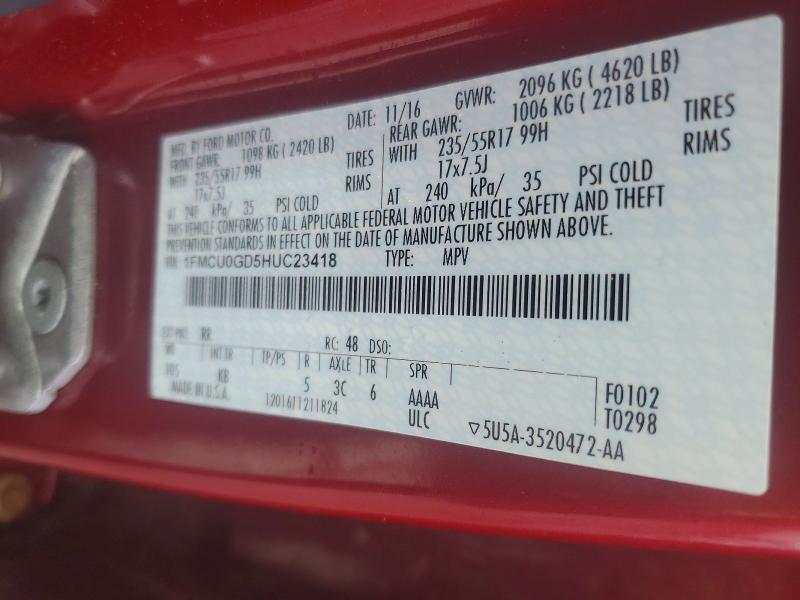 MFD. BY FORD MOTOR CO.
DATE: 11/16 GVWR: 2096 KG ( 4620 LB)
FRONT GAWR: 1098 KG ( 2420 LB)
REAR GAWR: 1006 KG ( 2218 LB)
WITH 235/55R17 99H TIRES
WITH 235/55R17 99H TIRES
17x7.5J RIMS
17x7.5J RIMS
AT 240 kPa/ 35 PSI COLD
AT 240 kPa/ 35 PSI COLD
THIS VEHICLE CONFORMS TO ALL APPLICABLE FEDERAL MOTOR VEHICLE SAFETY AND THEFT
PREVENTION STANDARDS IN EFFECT ON THE DATE OF MANUFACTURE SHOWN ABOVE.
VIN: 1FMCU0GD5HUC23418 TYPE: MPV
EXT PNT: RR RC: 48 DSO:
WB INT TR TP/PS R AXLE TR SPR
105 KB 5 3C 6 AAAA F0102
MADE IN U.S.A. 1201611211824 ULC T0298
▽5U5A-3520472-AA